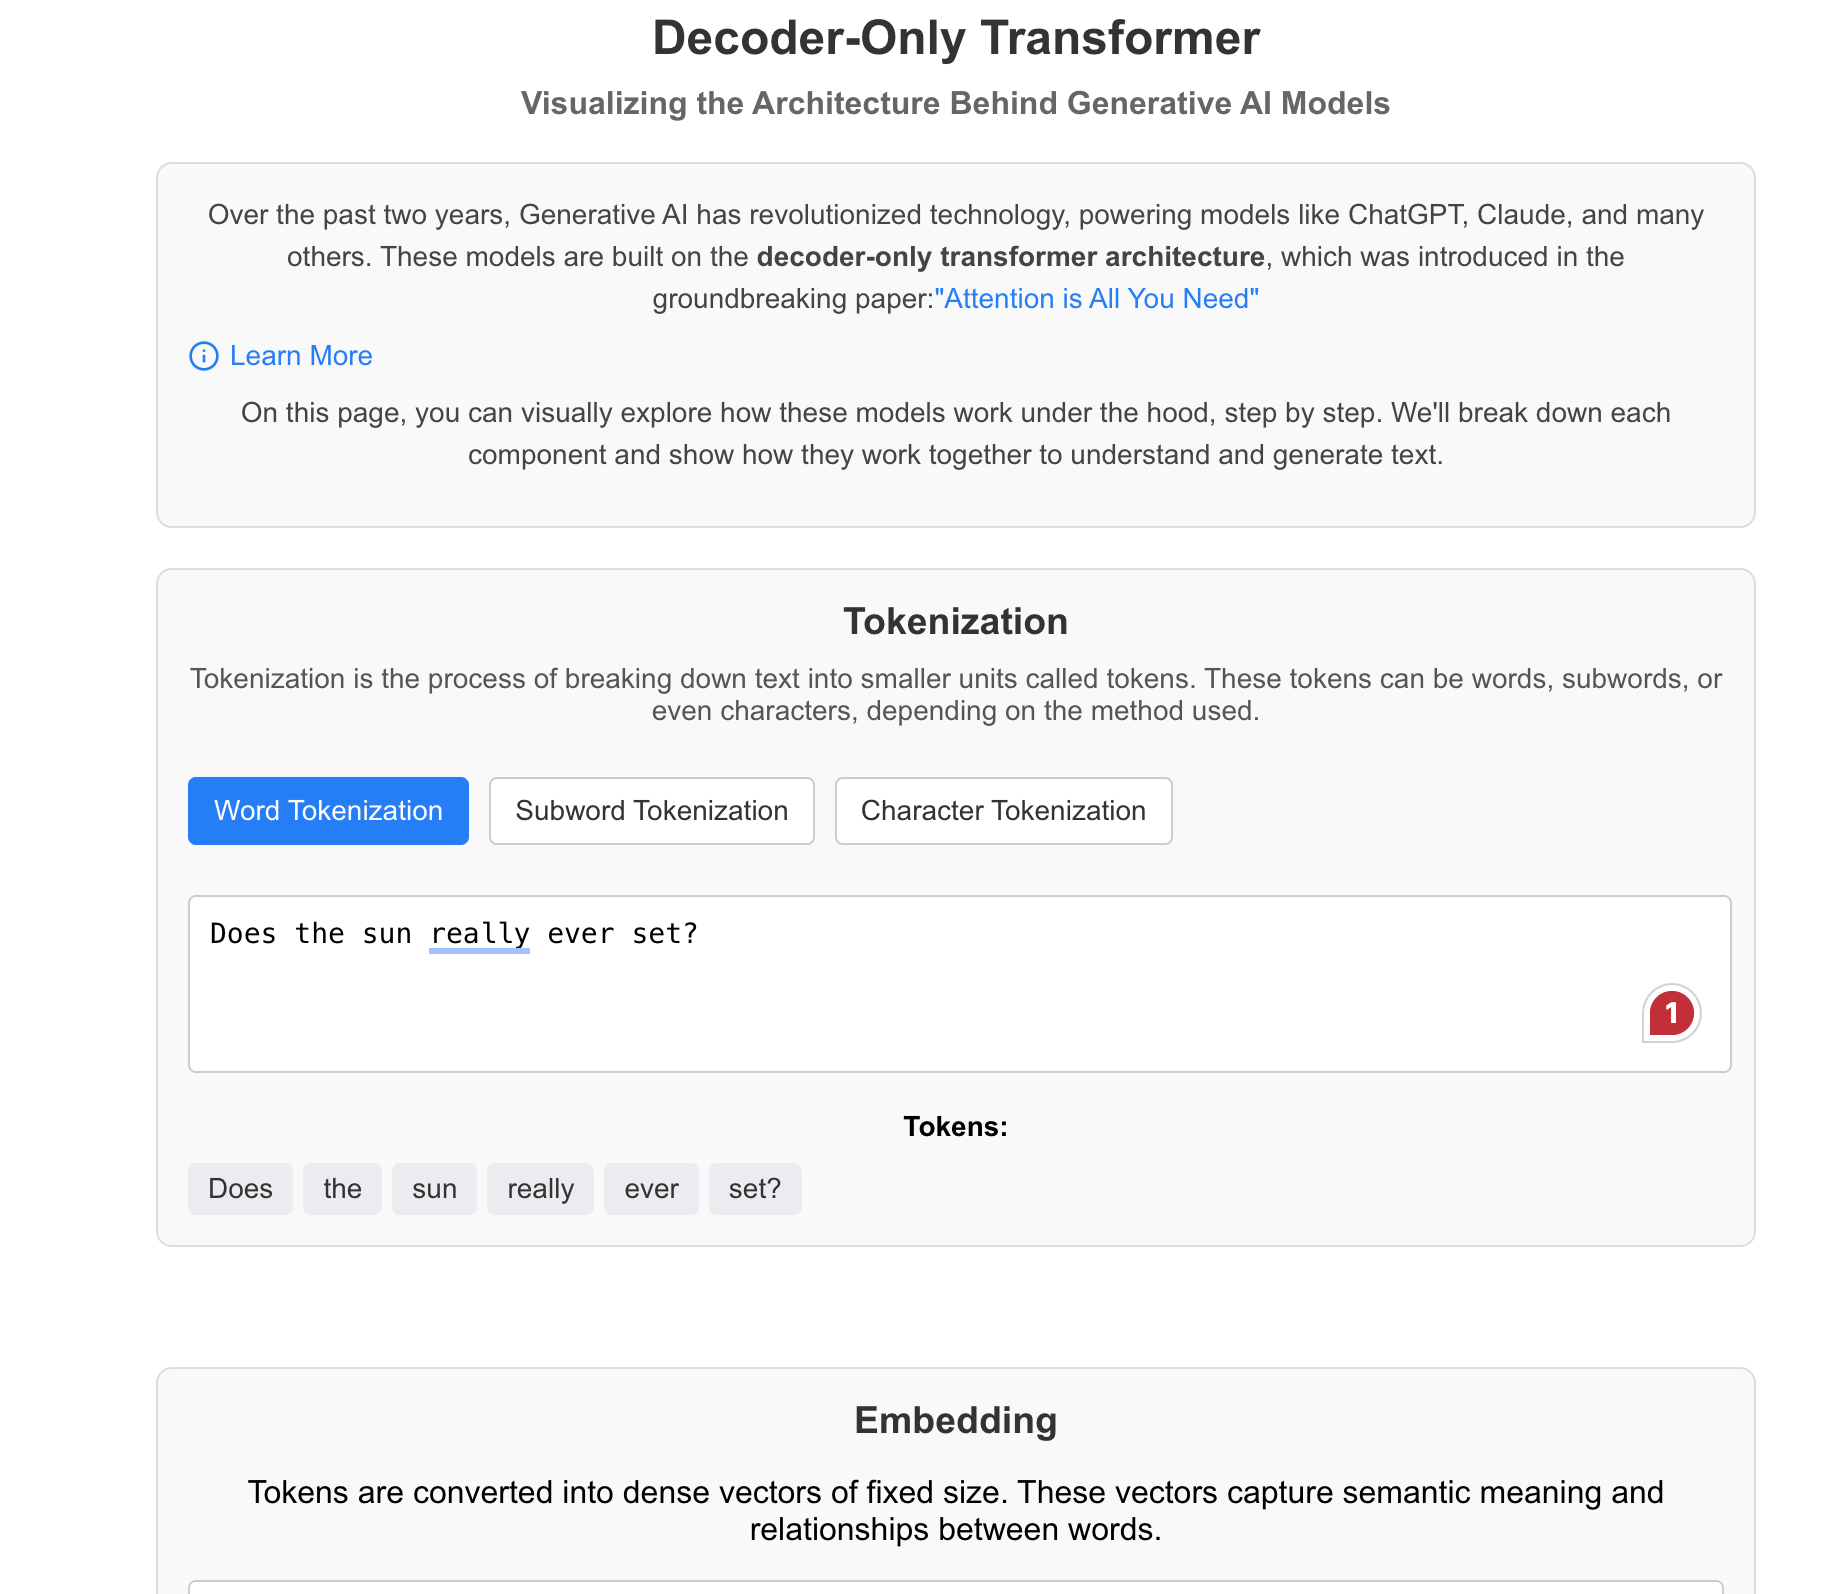 Decoder-Only Transformer
Visualizing the Architecture Behind Generative AI Models
Over the past two years, Generative AI has revolutionized technology, powering models like ChatGPT, Claude, and many
others. These models are built on the decoder-only transformer architecture, which was introduced in the
groundbreaking paper:"Attention is All You Need"
Learn More
On this page, you can visually explore how these models work under the hood, step by step. We'll break down each
component and show how they work together to understand and generate text.
Tokenization
Tokenization is the process of breaking down text into smaller units called tokens. These tokens can be words, subwords, or
even characters, depending on the method used.
Word Tokenization Subword Tokenization Character Tokenization
Does the sun really ever set?
1
Tokens:
Does the sun really ever set?
Embedding
Tokens are converted into dense vectors of fixed size. These vectors capture semantic meaning and
relationships between words.